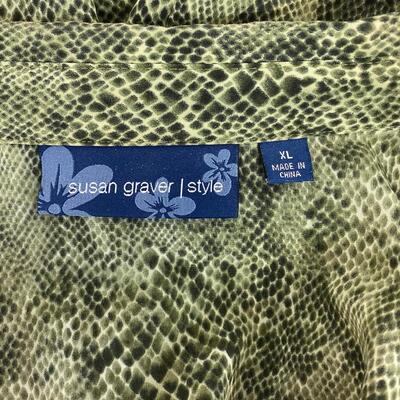 susan graver | style
XL
MADE IN
CHINA